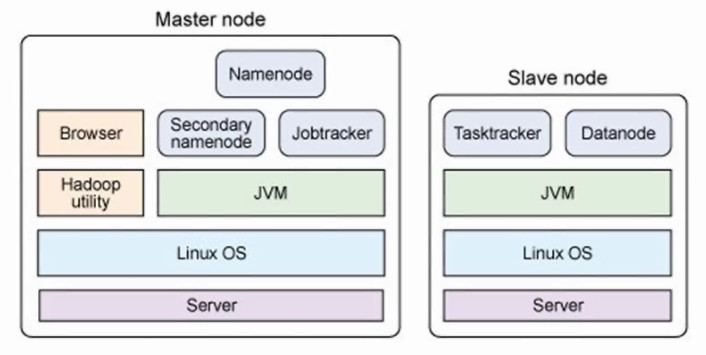 Master node
Namenode
Slave node
Browser
Secondary
namenode
Jobtracker
Tasktracker
Datanode
Hadoop
utility
JVM
JVM
Linux OS
Linux OS
Server
Server